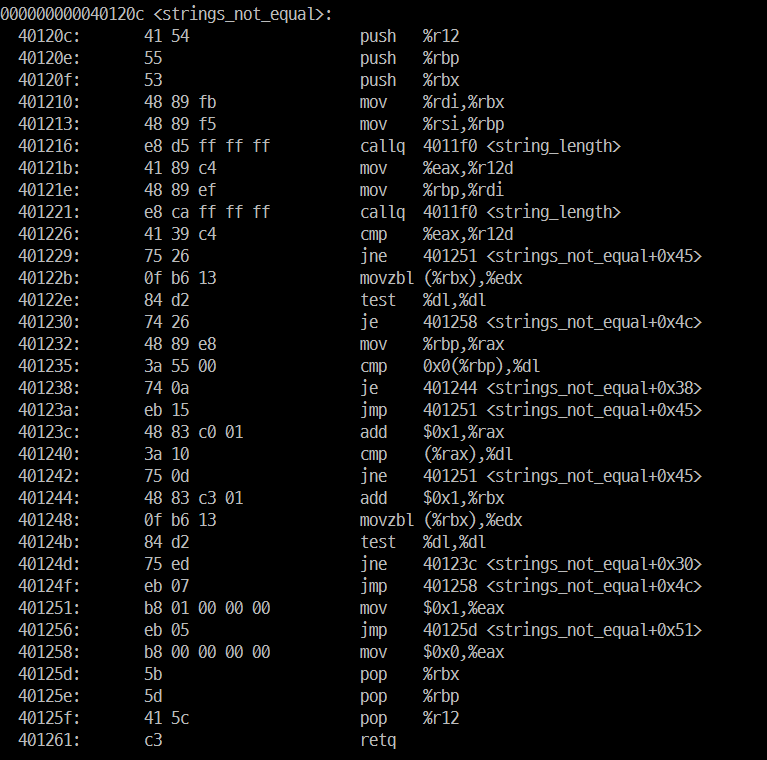 000000000040120c <strings_not_equal>:
  40120c:	41 54                	push   %r12
  40120e:	55                   	push   %rbp
  40120f:	53                   	push   %rbx
  401210:	48 89 fb             	mov    %rdi,%rbx
  401213:	48 89 f5             	mov    %rsi,%rbp
  401216:	e8 d5 ff ff ff       	callq  4011f0 <string_length>
  40121b:	41 89 c4             	mov    %eax,%r12d
  40121e:	48 89 ef             	mov    %rbp,%rdi
  401221:	e8 ca ff ff ff       	callq  4011f0 <string_length>
  401226:	41 39 c4             	cmp    %eax,%r12d
  401229:	75 26                	jne    401251 <strings_not_equal+0x45>
  40122b:	0f b6 13             	movzbl (%rbx),%edx
  40122e:	84 d2                	test   %dl,%dl
  401230:	74 26                	je     401258 <strings_not_equal+0x4c>
  401232:	48 89 e8             	mov    %rbp,%rax
  401235:	3a 55 00             	cmp    0x0(%rbp),%dl
  401238:	74 0a                	je     401244 <strings_not_equal+0x38>
  40123a:	eb 15                	jmp    401251 <strings_not_equal+0x45>
  40123c:	48 83 c0 01          	add    $0x1,%rax
  401240:	3a 10                	cmp    (%rax),%dl
  401242:	75 0d                	jne    401251 <strings_not_equal+0x45>
  401244:	48 83 c3 01          	add    $0x1,%rbx
  401248:	0f b6 13             	movzbl (%rbx),%edx
  40124b:	84 d2                	test   %dl,%dl
  40124d:	75 ed                	jne    40123c <strings_not_equal+0x30>
  40124f:	eb 07                	jmp    401258 <strings_not_equal+0x4c>
  401251:	b8 01 00 00 00       	mov    $0x1,%eax
  401256:	eb 05                	jmp    40125d <strings_not_equal+0x51>
  401258:	b8 00 00 00 00       	mov    $0x0,%eax
  40125d:	5b                   	pop    %rbx
  40125e:	5d                   	pop    %rbp
  40125f:	41 5c                	pop    %r12
  401261:	c3                   	retq